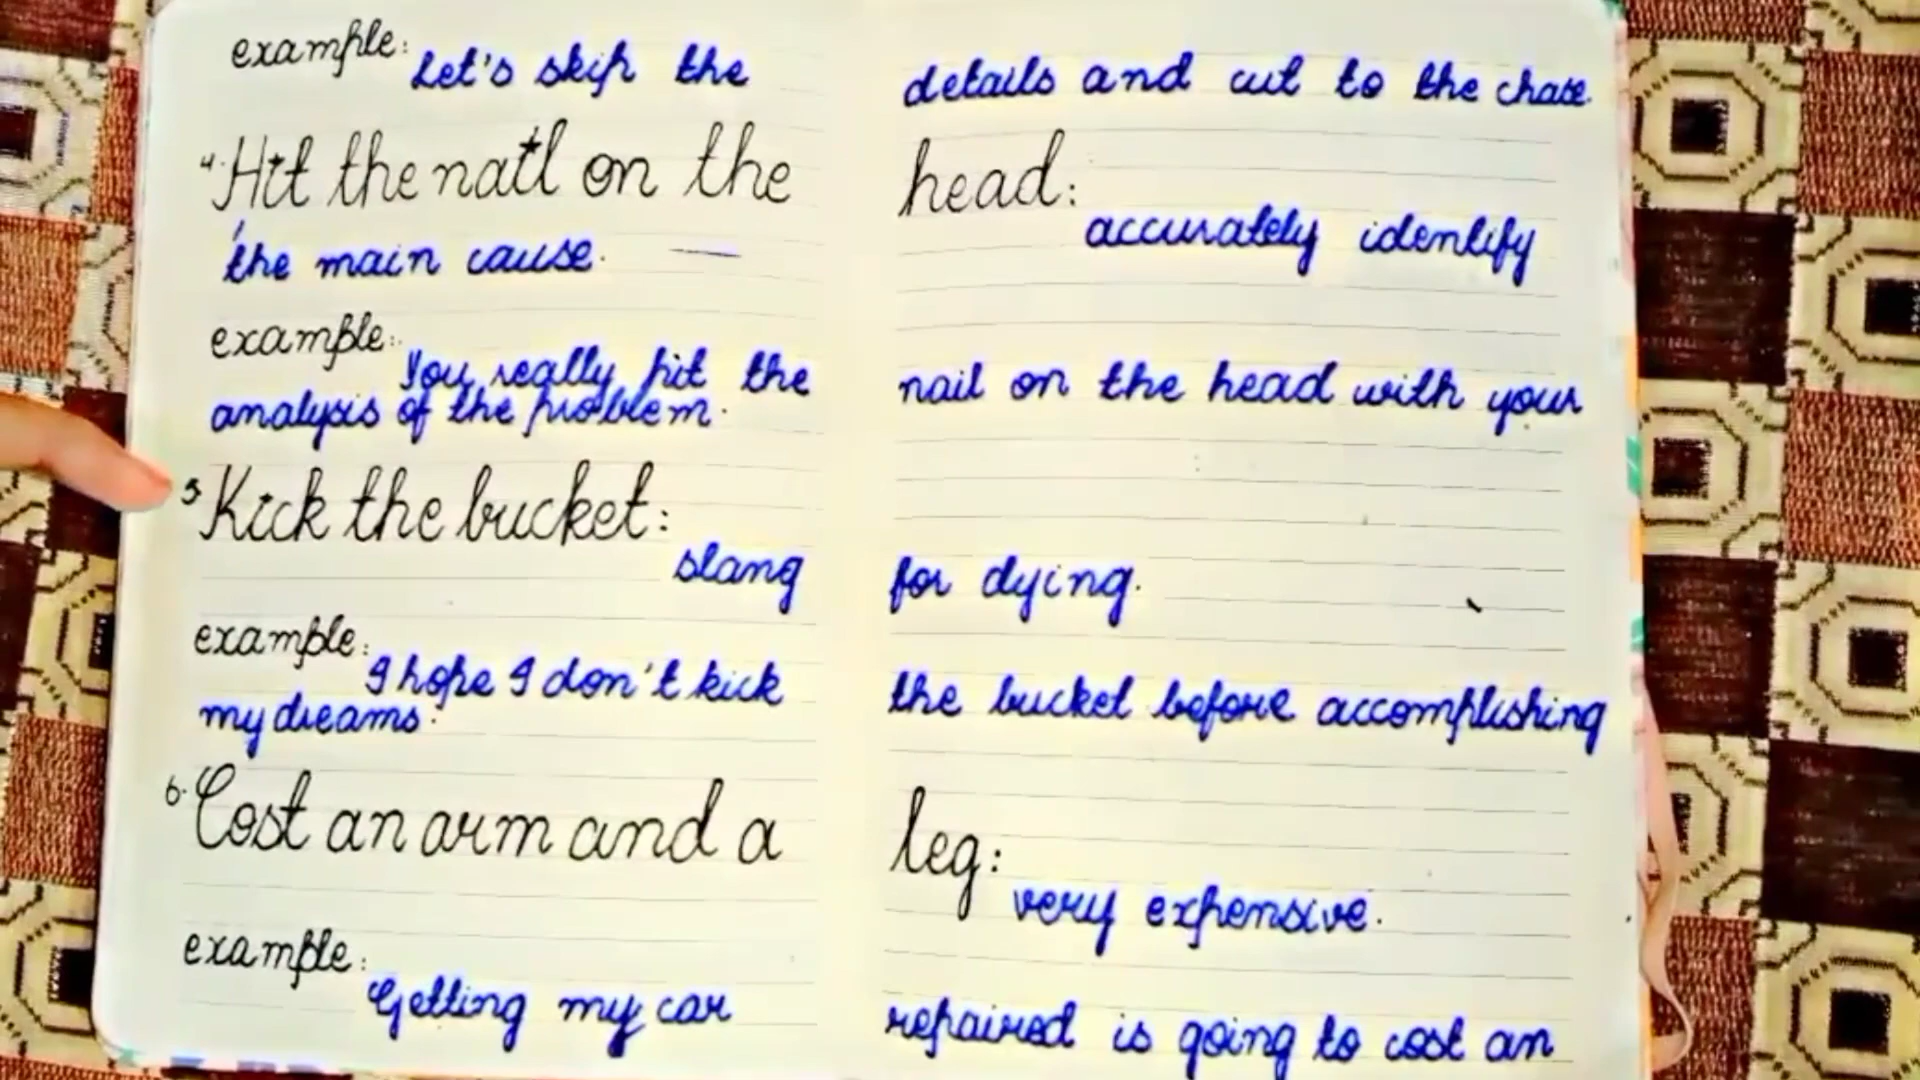 example: Let's skip the details and cut to the chase.
4. Hit the nail on the head: accurately identify
the main cause.
example: You really hit the nail on the head with your
analysis of the problem.
5 Kick the bucket: slang for dying.
example: I hope I don't kick the bucket before accomplishing
my dreams.
6. Cost an arm and a leg: very expensive.
example: Getting my car repaired is going to cost an